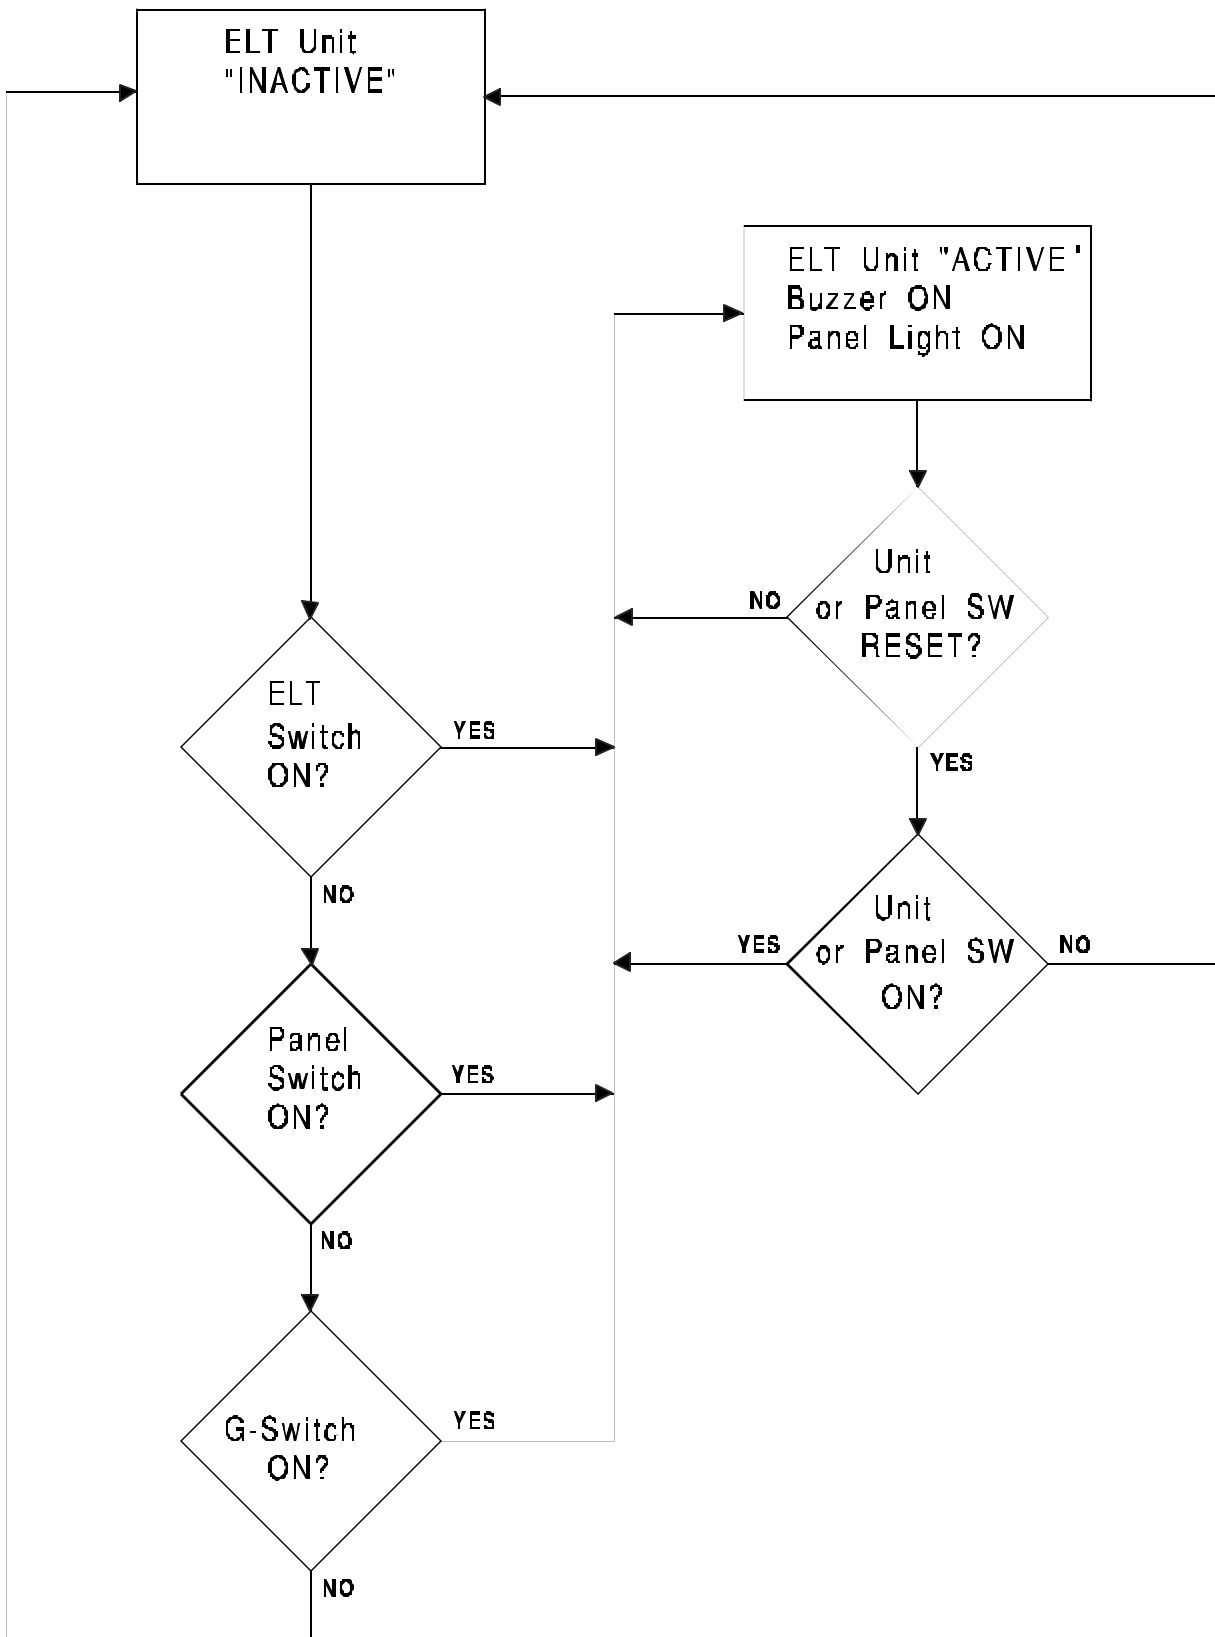 ELT Unit
"INACTIVE"
ELT Unit "ACTIVE'
Buzzer ON
Panel Light ON
Unit
or Panel SW
RESET?
NO
YES
ELT
Switch
ON?
YES
NO
Unit
or Panel SW
ON?
YES
NO
Panel
Switch
ON?
YES
NO
G-Switch
ON?
YES
NO